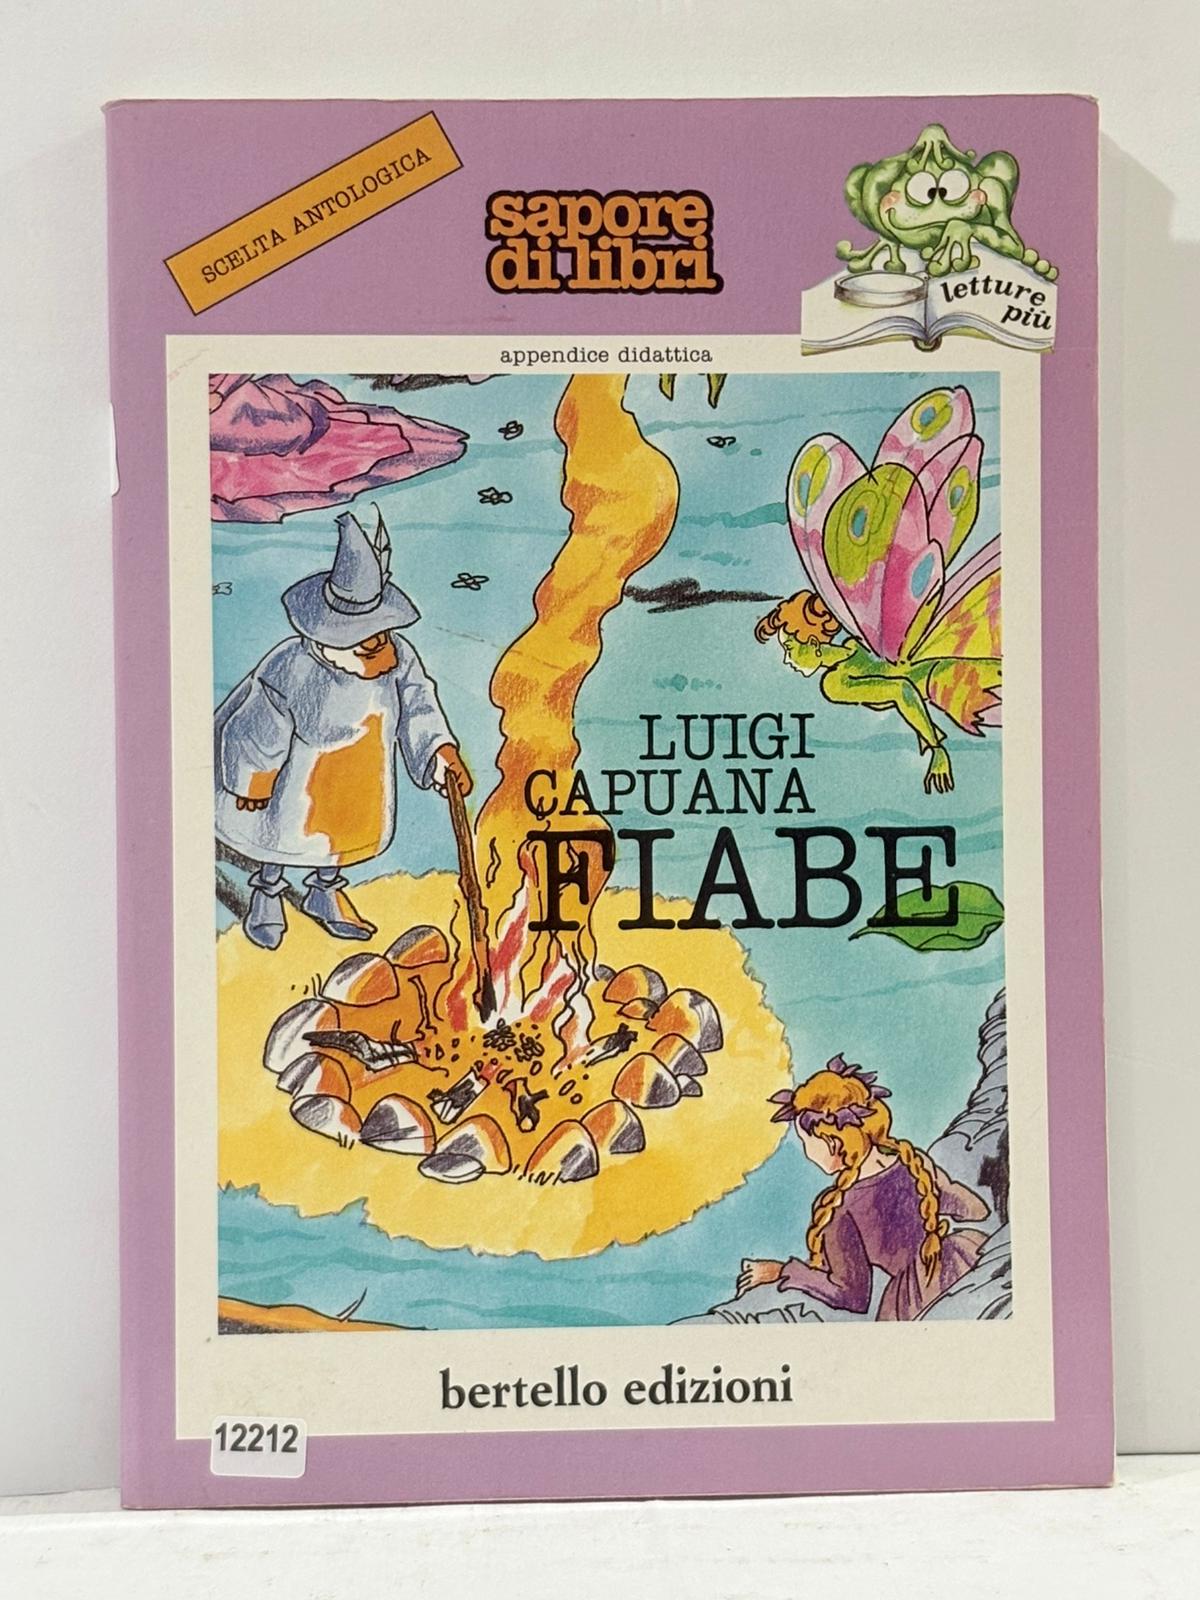 SCELTA ANTOLOGICA
sapore
di libri
letture
più
appendice didattica
LUIGI
CAPUANA
FIABE
bertello edizioni
12212